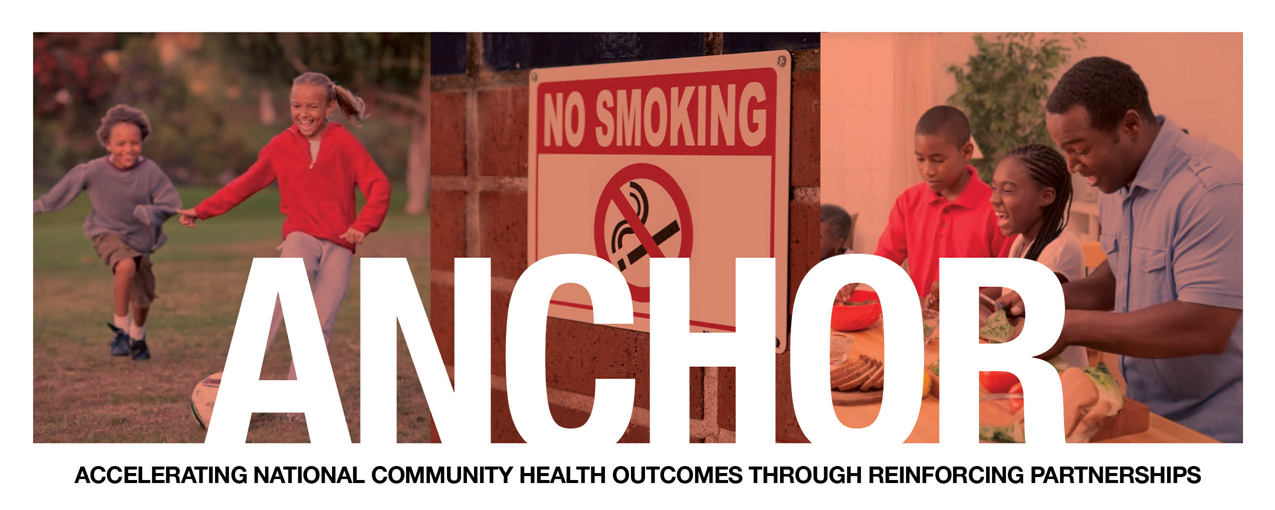 NO SMOKING
ANCHOR
ACCELERATING NATIONAL COMMUNITY HEALTH OUTCOMES THROUGH REINFORCING PARTNERSHIPS